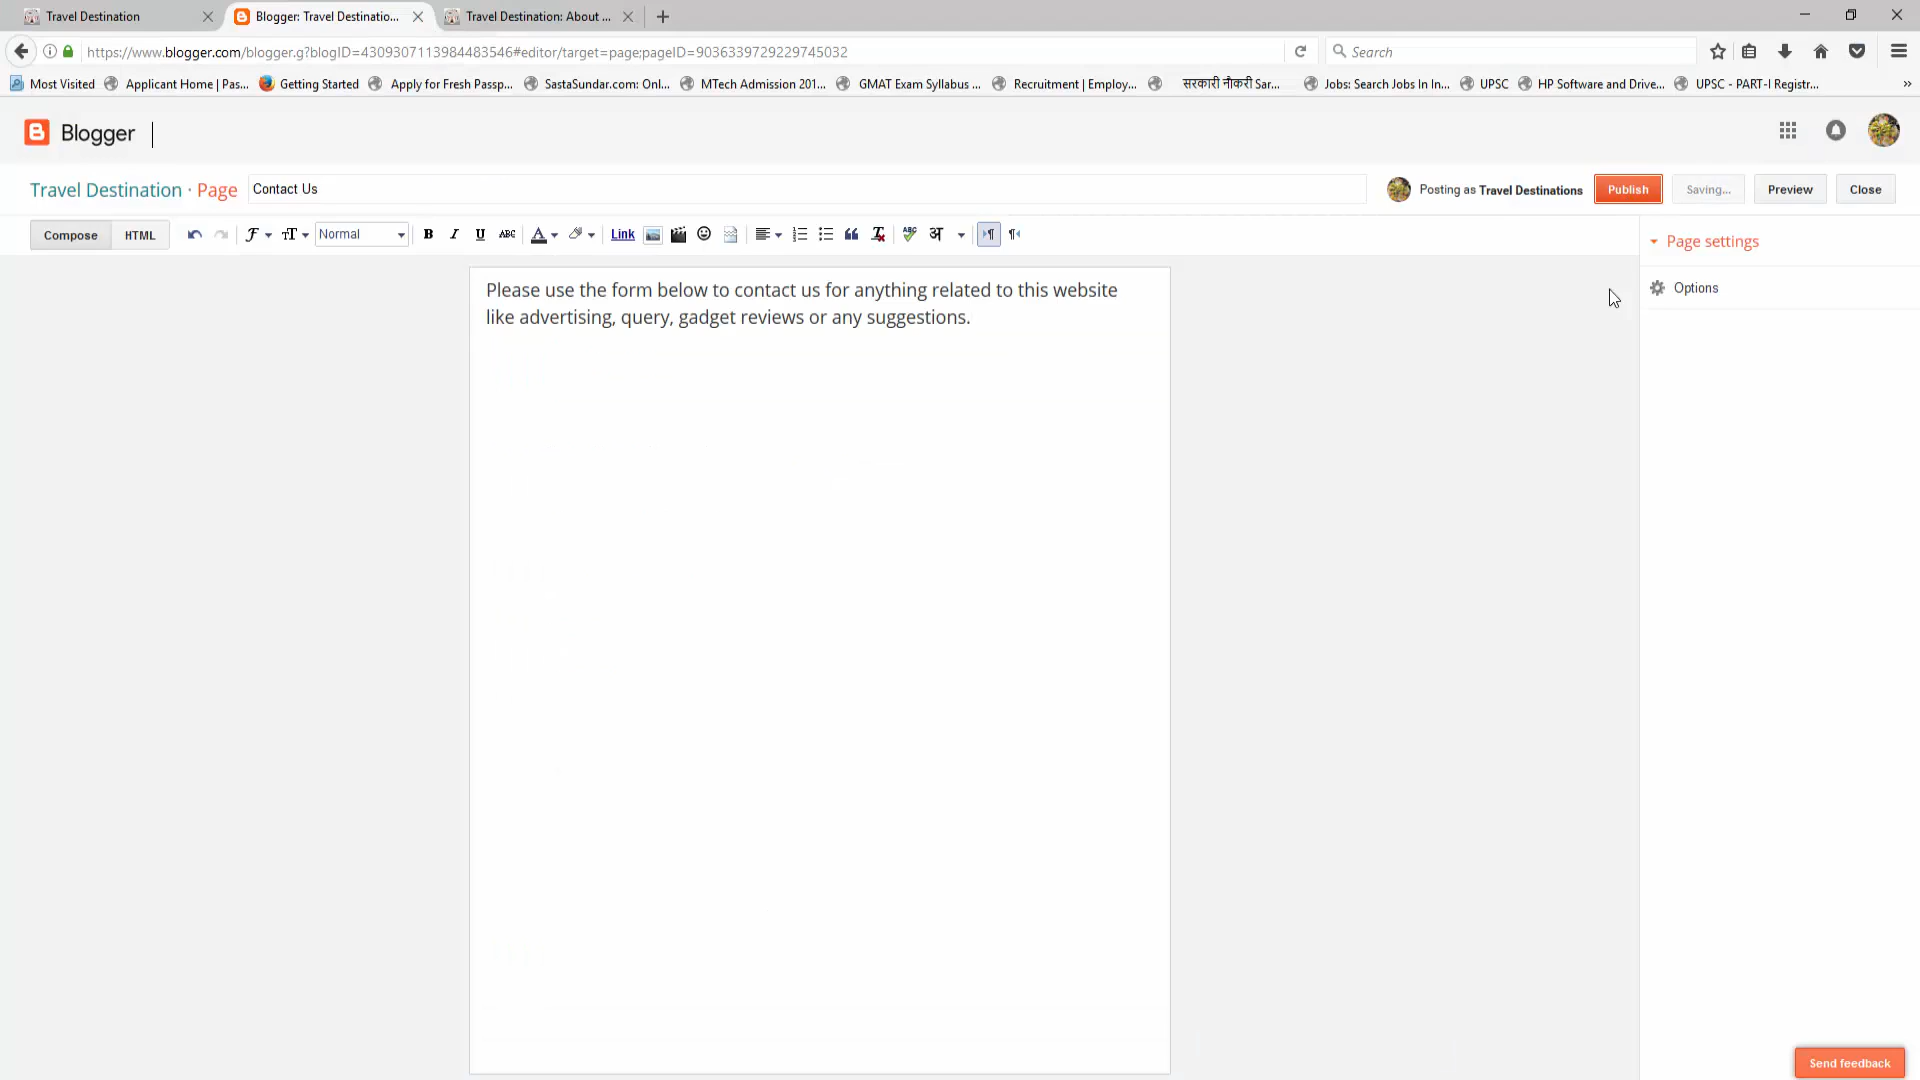 Travel Destination
Blogger: Travel Destinatio...
Travel Destination: About ...
https://www.blogger.com/blogger.g?blogID=4309307113984483546#editor/target=page;pageID=9036339729229745032
Search
Most Visited
Applicant Home | Pas...
Getting Started
Apply for Fresh Passp...
SastaSundar.com: Onl...
MTech Admission 201...
GMAT Exam Syllabus ...
Recruitment | Employ...
सरकारी नौकरी Sar...
Jobs: Search Jobs In In...
UPSC
HP Software and Drive...
UPSC - PART-I Registr...
Blogger
Travel Destination · Page
Contact Us
Posting as Travel Destinations
Publish
Saving...
Preview
Close
Compose
HTML
Normal
B
I
U
ABC
A
Link
ABC
अ
Page settings
Options
Please use the form below to contact us for anything related to this website
like advertising, query, gadget reviews or any suggestions.
Send feedback